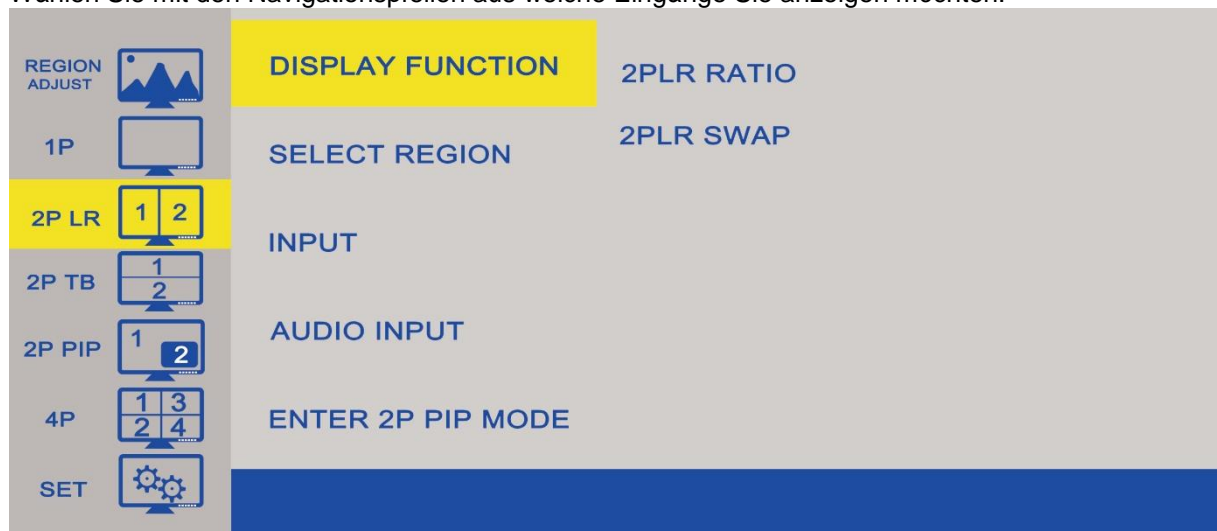 Wählen Sie mit den Navigationspfeilen aus welche Eingänge Sie anzeigen möchten.
REGION
ADJUST
1P
2P LR
1 2
2P TB
1
2
2P PIP
1
2
4P
1 3
2 4
SET
DISPLAY FUNCTION
SELECT REGION
INPUT
AUDIO INPUT
ENTER 2P PIP MODE
2PLR RATIO
2PLR SWAP